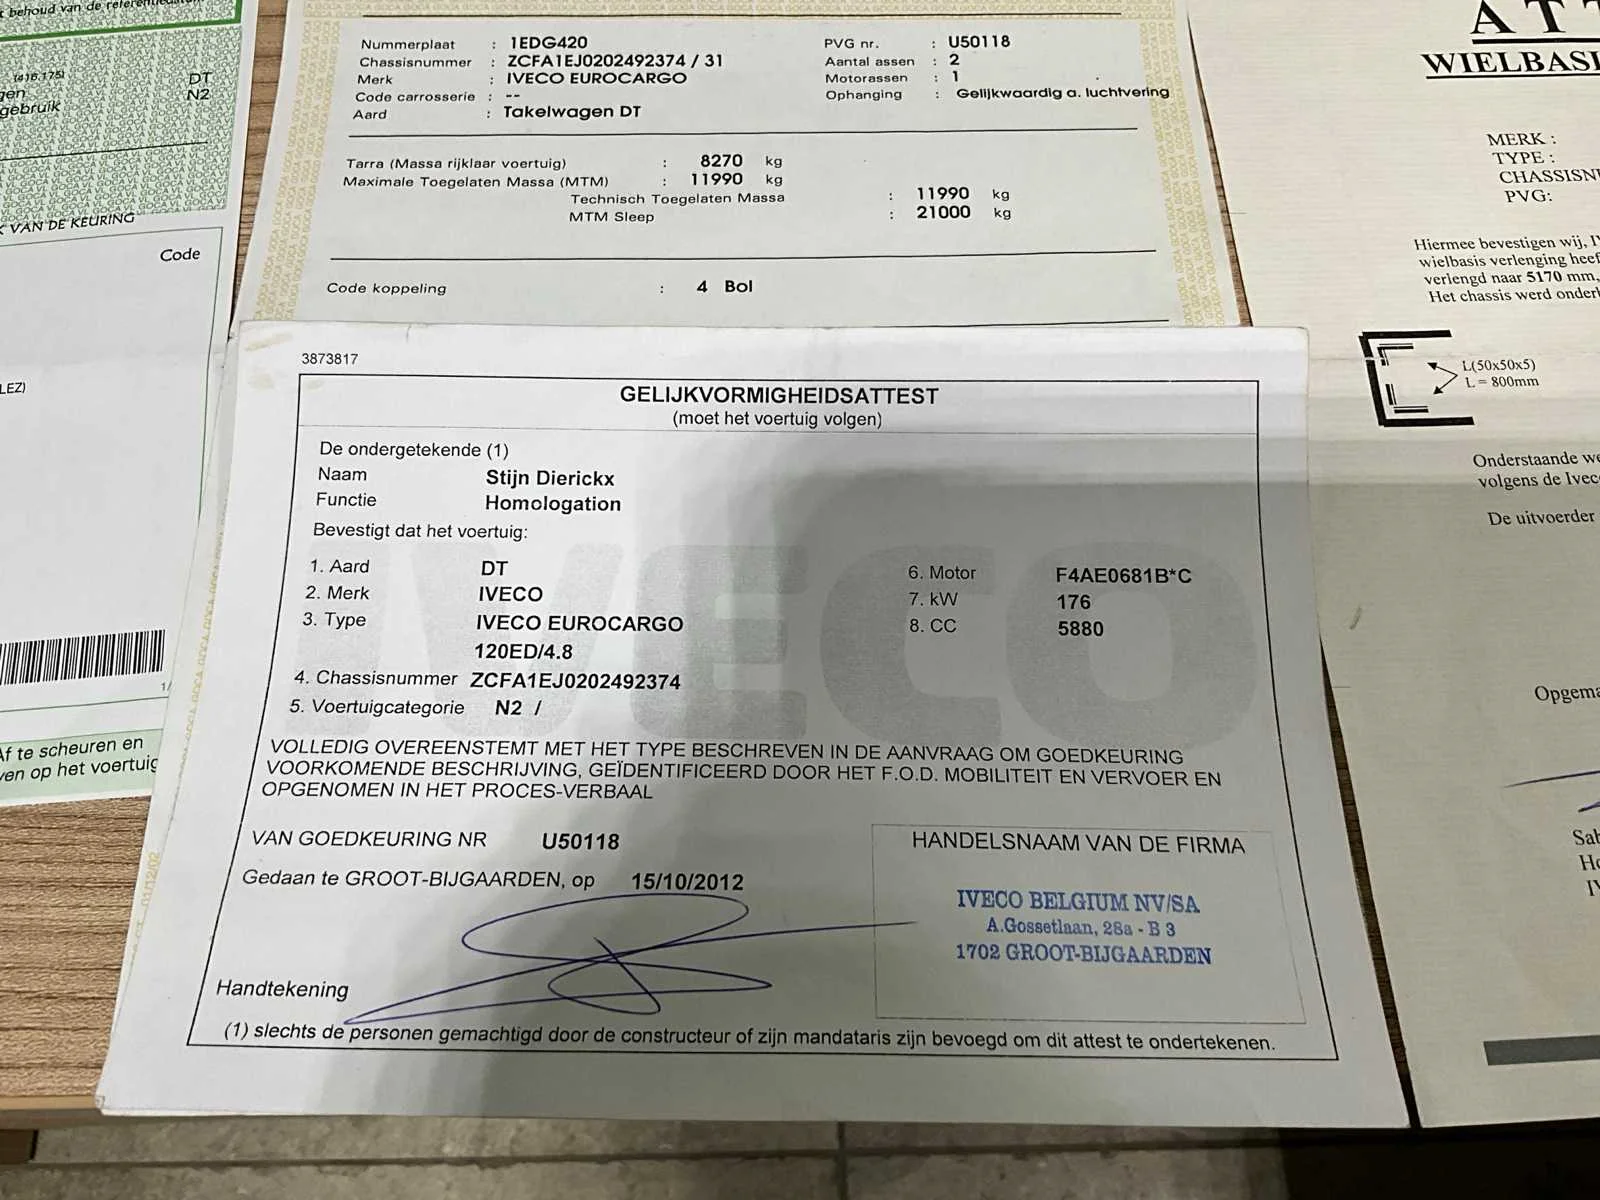 behoud van de
(416.175)
DT
N2
gebruik
VAN DE KEURING
Code
LEZ)
1/
Af te scheuren en
op het voertuig
Nummerplaat : 1EDG420
Chassisnummer : ZCFA1EJ0202492374 / 31
Merk : IVECO EUROCARGO
Code carrosserie : --
Aard : Takelwagen DT
PVG nr. : U50118
Aantal assen : 2
Motorassen : 1
Ophanging : Gelijkwaardig a. luchtvering
Tarra (Massa rijklaar voertuig) : 8270 kg
Maximale Toegelaten Massa (MTM) : 11990 kg
Technisch Toegelaten Massa : 11990 kg
MTM Sleep : 21000 kg
Code koppeling : 4 Bol
01/12/02
3873817
GELIJKVORMIGHEIDSATTEST
(moet het voertuig volgen)
De ondergetekende (1)
Naam Stijn Dierickx
Functie Homologation
Bevestigt dat het voertuig:
1. Aard DT
2. Merk IVECO
3. Type IVECO EUROCARGO
120ED/4.8
4. Chassisnummer ZCFA1EJ0202492374
5. Voertuigcategorie N2 /
6. Motor F4AE0681B*C
7. kW 176
8. CC 5880
IVECO
VOLLEDIG OVEREENSTEMT MET HET TYPE BESCHREVEN IN DE AANVRAAG OM GOEDKEURING
VOORKOMENDE BESCHRIJVING, GEÏDENTIFICEERD DOOR HET F.O.D. MOBILITEIT EN VERVOER EN
OPGENOMEN IN HET PROCES-VERBAAL
VAN GOEDKEURING NR U50118
Gedaan te GROOT-BIJGAARDEN, op 15/10/2012
Handtekening
HANDELSNAAM VAN DE FIRMA
IVECO BELGIUM NV/SA
A.Gossetlaan, 28a - B 3
1702 GROOT-BIJGAARDEN
(1) slechts de personen gemachtigd door de constructeur of zijn mandataris zijn bevoegd om dit attest te ondertekenen.
ATT
WIELBAS
MERK :
TYPE :
CHASSISN
PVG:
Hiermee bevestigen wij, I
wielbasis verlenging heef
verlengd naar 5170 mm,
Het chassis werd onder
L(50x50x5)
L = 800mm
Onderstaande we
volgens de Ivec
De uitvoerder
Opgema
Sa
H